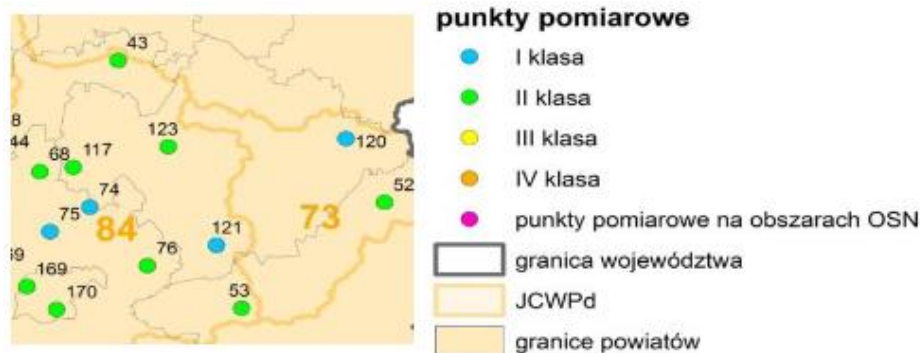 43
8
44
68
117
123
120
52
74
75
84
73
121
76
69
169
170
53
punkty pomiarowe
I klasa
II klasa
III klasa
IV klasa
punkty pomiarowe na obszarach OSN
granica województwa
JCWPd
granice powiatów